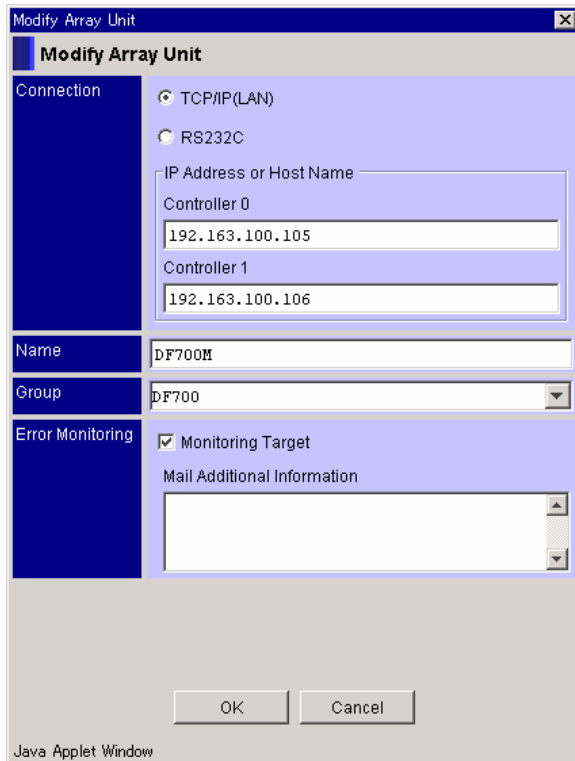 Modify Array Unit
Modify Array Unit
Connection
TCP/IP(LAN)
RS232C
IP Address or Host Name
Controller 0
192.163.100.105
Controller 1
192.163.100.106
Name
DF700M
Group
DF700
Error Monitoring
Monitoring Target
Mail Additional Information
OK Cancel
Java Applet Window